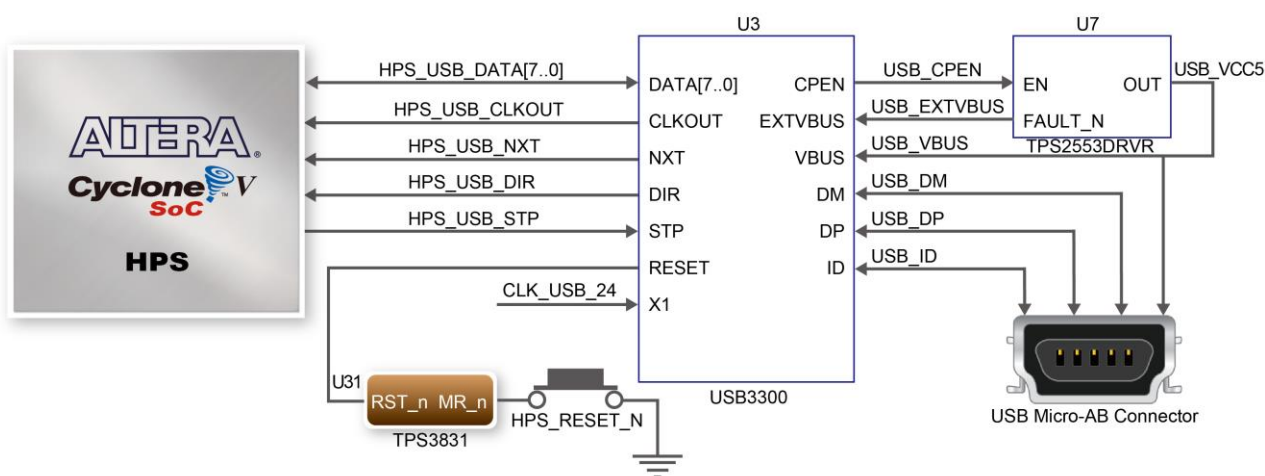 U3 U7
HPS_USB_DATA[7..0] DATA[7..0] CPEN USB_CPEN EN OUT USB_VCC5
HPS_USB_CLKOUT CLKOUT EXTVBUS USB_EXTVBUS FAULT_N
ALTERA® HPS_USB_NXT NXT VBUS USB_VBUS TPS2553DRVR
Cyclone™ V HPS_USB_DIR DIR DM USB_DM
SoC HPS_USB_STP STP DP USB_DP
HPS RESET ID USB_ID
CLK_USB_24 X1
U31
RST_n MR_n USB3300
TPS3831 HPS_RESET_N USB Micro-AB Connector